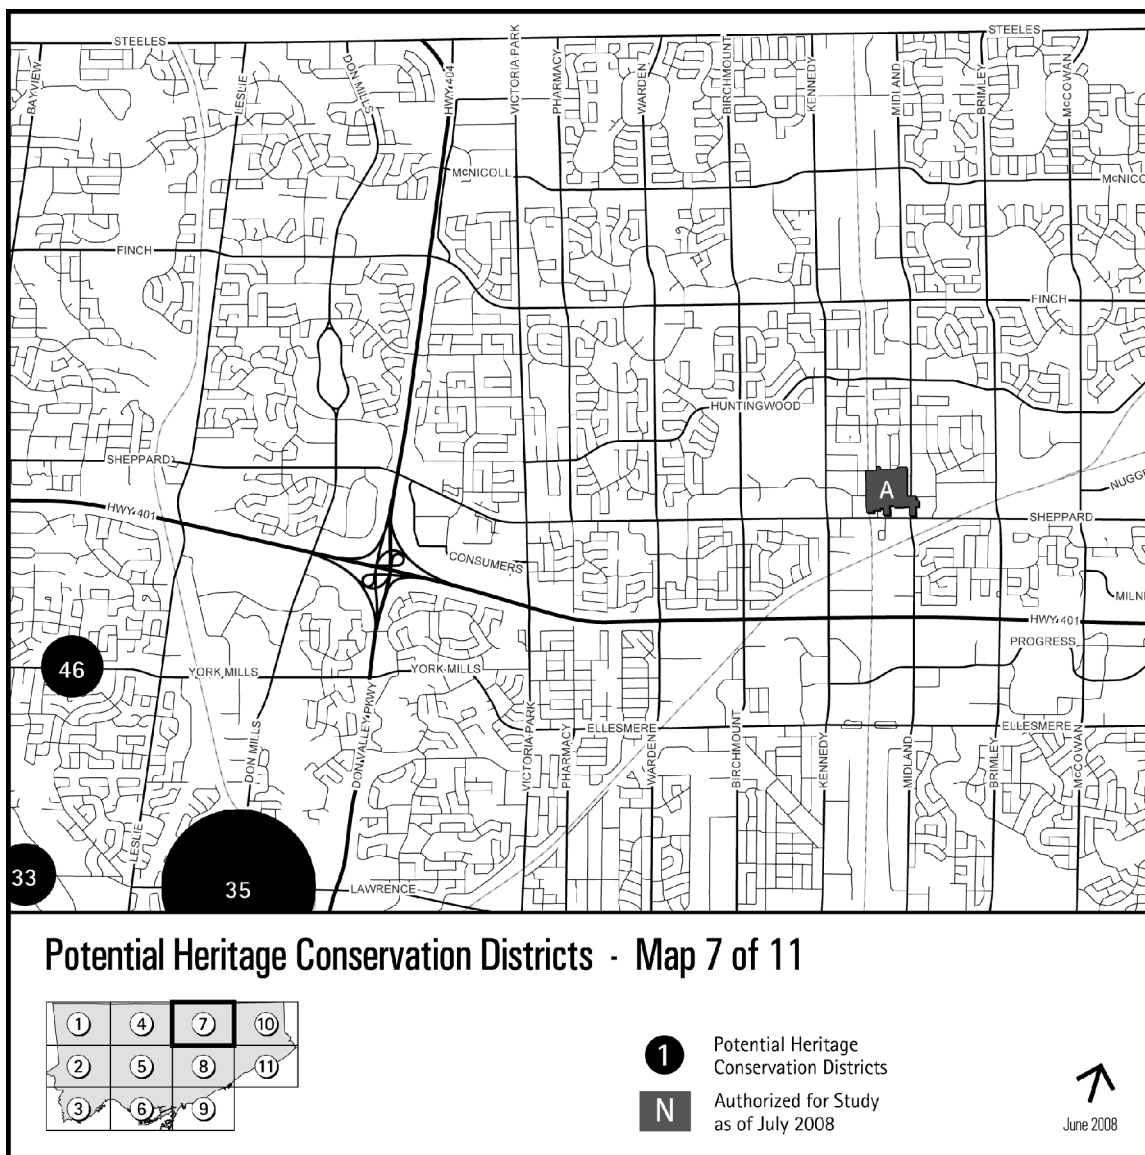 STEELES
STEELES
BAYVIEW
LESLIE
DON MILLS
HWY 404
VICTORIA PARK
PHARMACY
WARDEN
BIRCHMOUNT
KENNEDY
MIDLAND
BRIMLEY
McCOWAN
McNICOLL
McNICO
FINCH
FINCH
HUNTINGWOOD
SHEPPARD
A
NUGGE
HWY 401
SHEPPARD
CONSUMERS
MILN
HWY 401
PROGRESS
46
YORK MILLS
YORK MILLS
ELLESMERE
ELLESMERE
DON MILLS
DON VALLEY PKWY
VICTORIA PARK
PHARMACY
WARDEN
BIRCHMOUNT
KENNEDY
MIDLAND
BRIMLEY
McCOWAN
LESLIE
33
35
LAWRENCE
Potential Heritage Conservation Districts - Map 7 of 11
1 4 7 10
2 5 8 11
3 6 9
1 Potential Heritage
Conservation Districts
N Authorized for Study
as of July 2008
June 2008